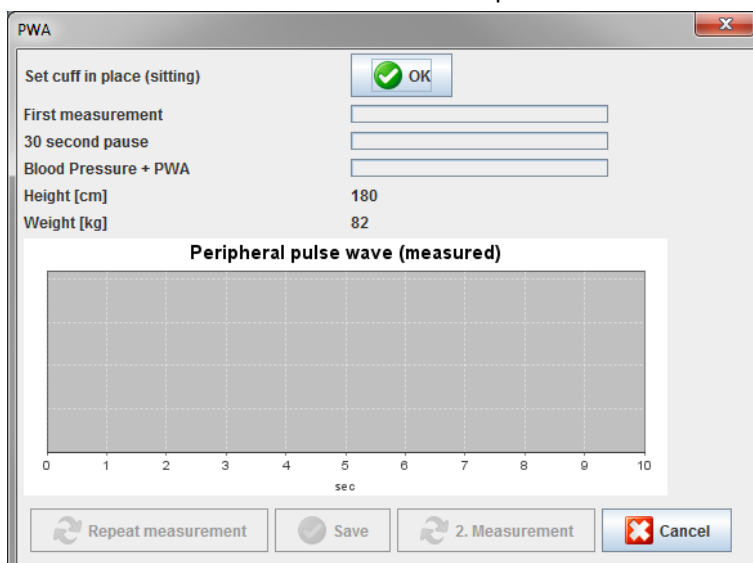 PWA
Set cuff in place (sitting) OK
First measurement
30 second pause
Blood Pressure + PWA
Height [cm] 180
Weight [kg] 82
Peripheral pulse wave (measured)
0 1 2 3 4 5 6 7 8 9 10
sec
Repeat measurement Save 2. Measurement Cancel